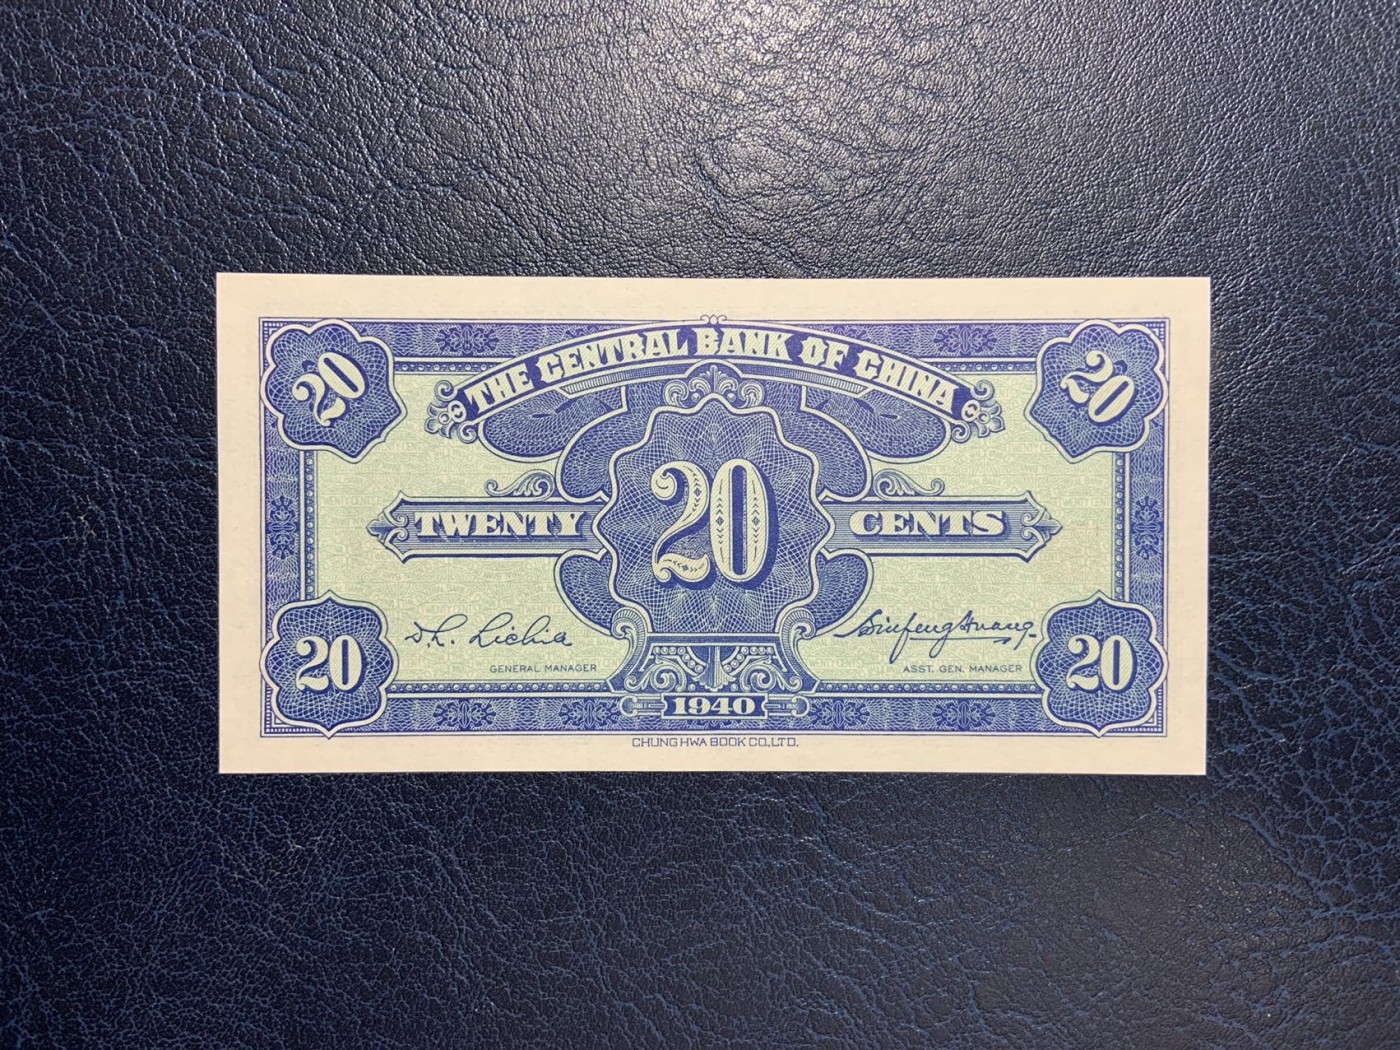 THE CENTRAL BANK OF CHINA
20 20
TWENTY 20 CENTS
GENERAL MANAGER ASST. GEN. MANAGER
20 20
1940
CHUNG HWA BOOK CO., LTD.